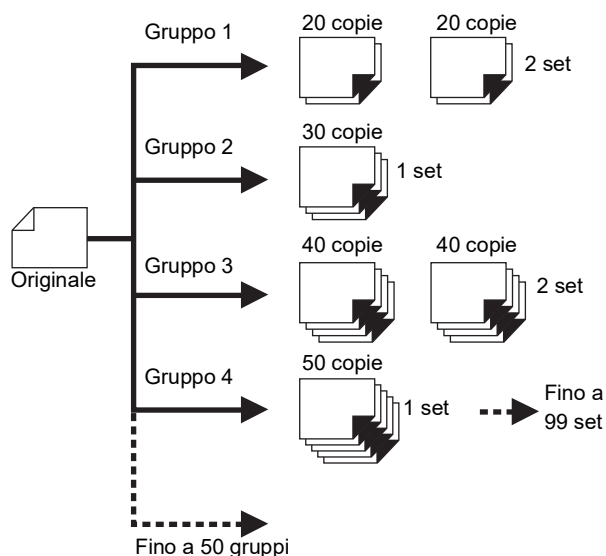 Gruppo 1
20 copie
20 copie
2 set
Gruppo 2
30 copie
1 set
Originale
Gruppo 3
40 copie
40 copie
2 set
Gruppo 4
50 copie
1 set
Fino a
99 set
Fino a 50 gruppi